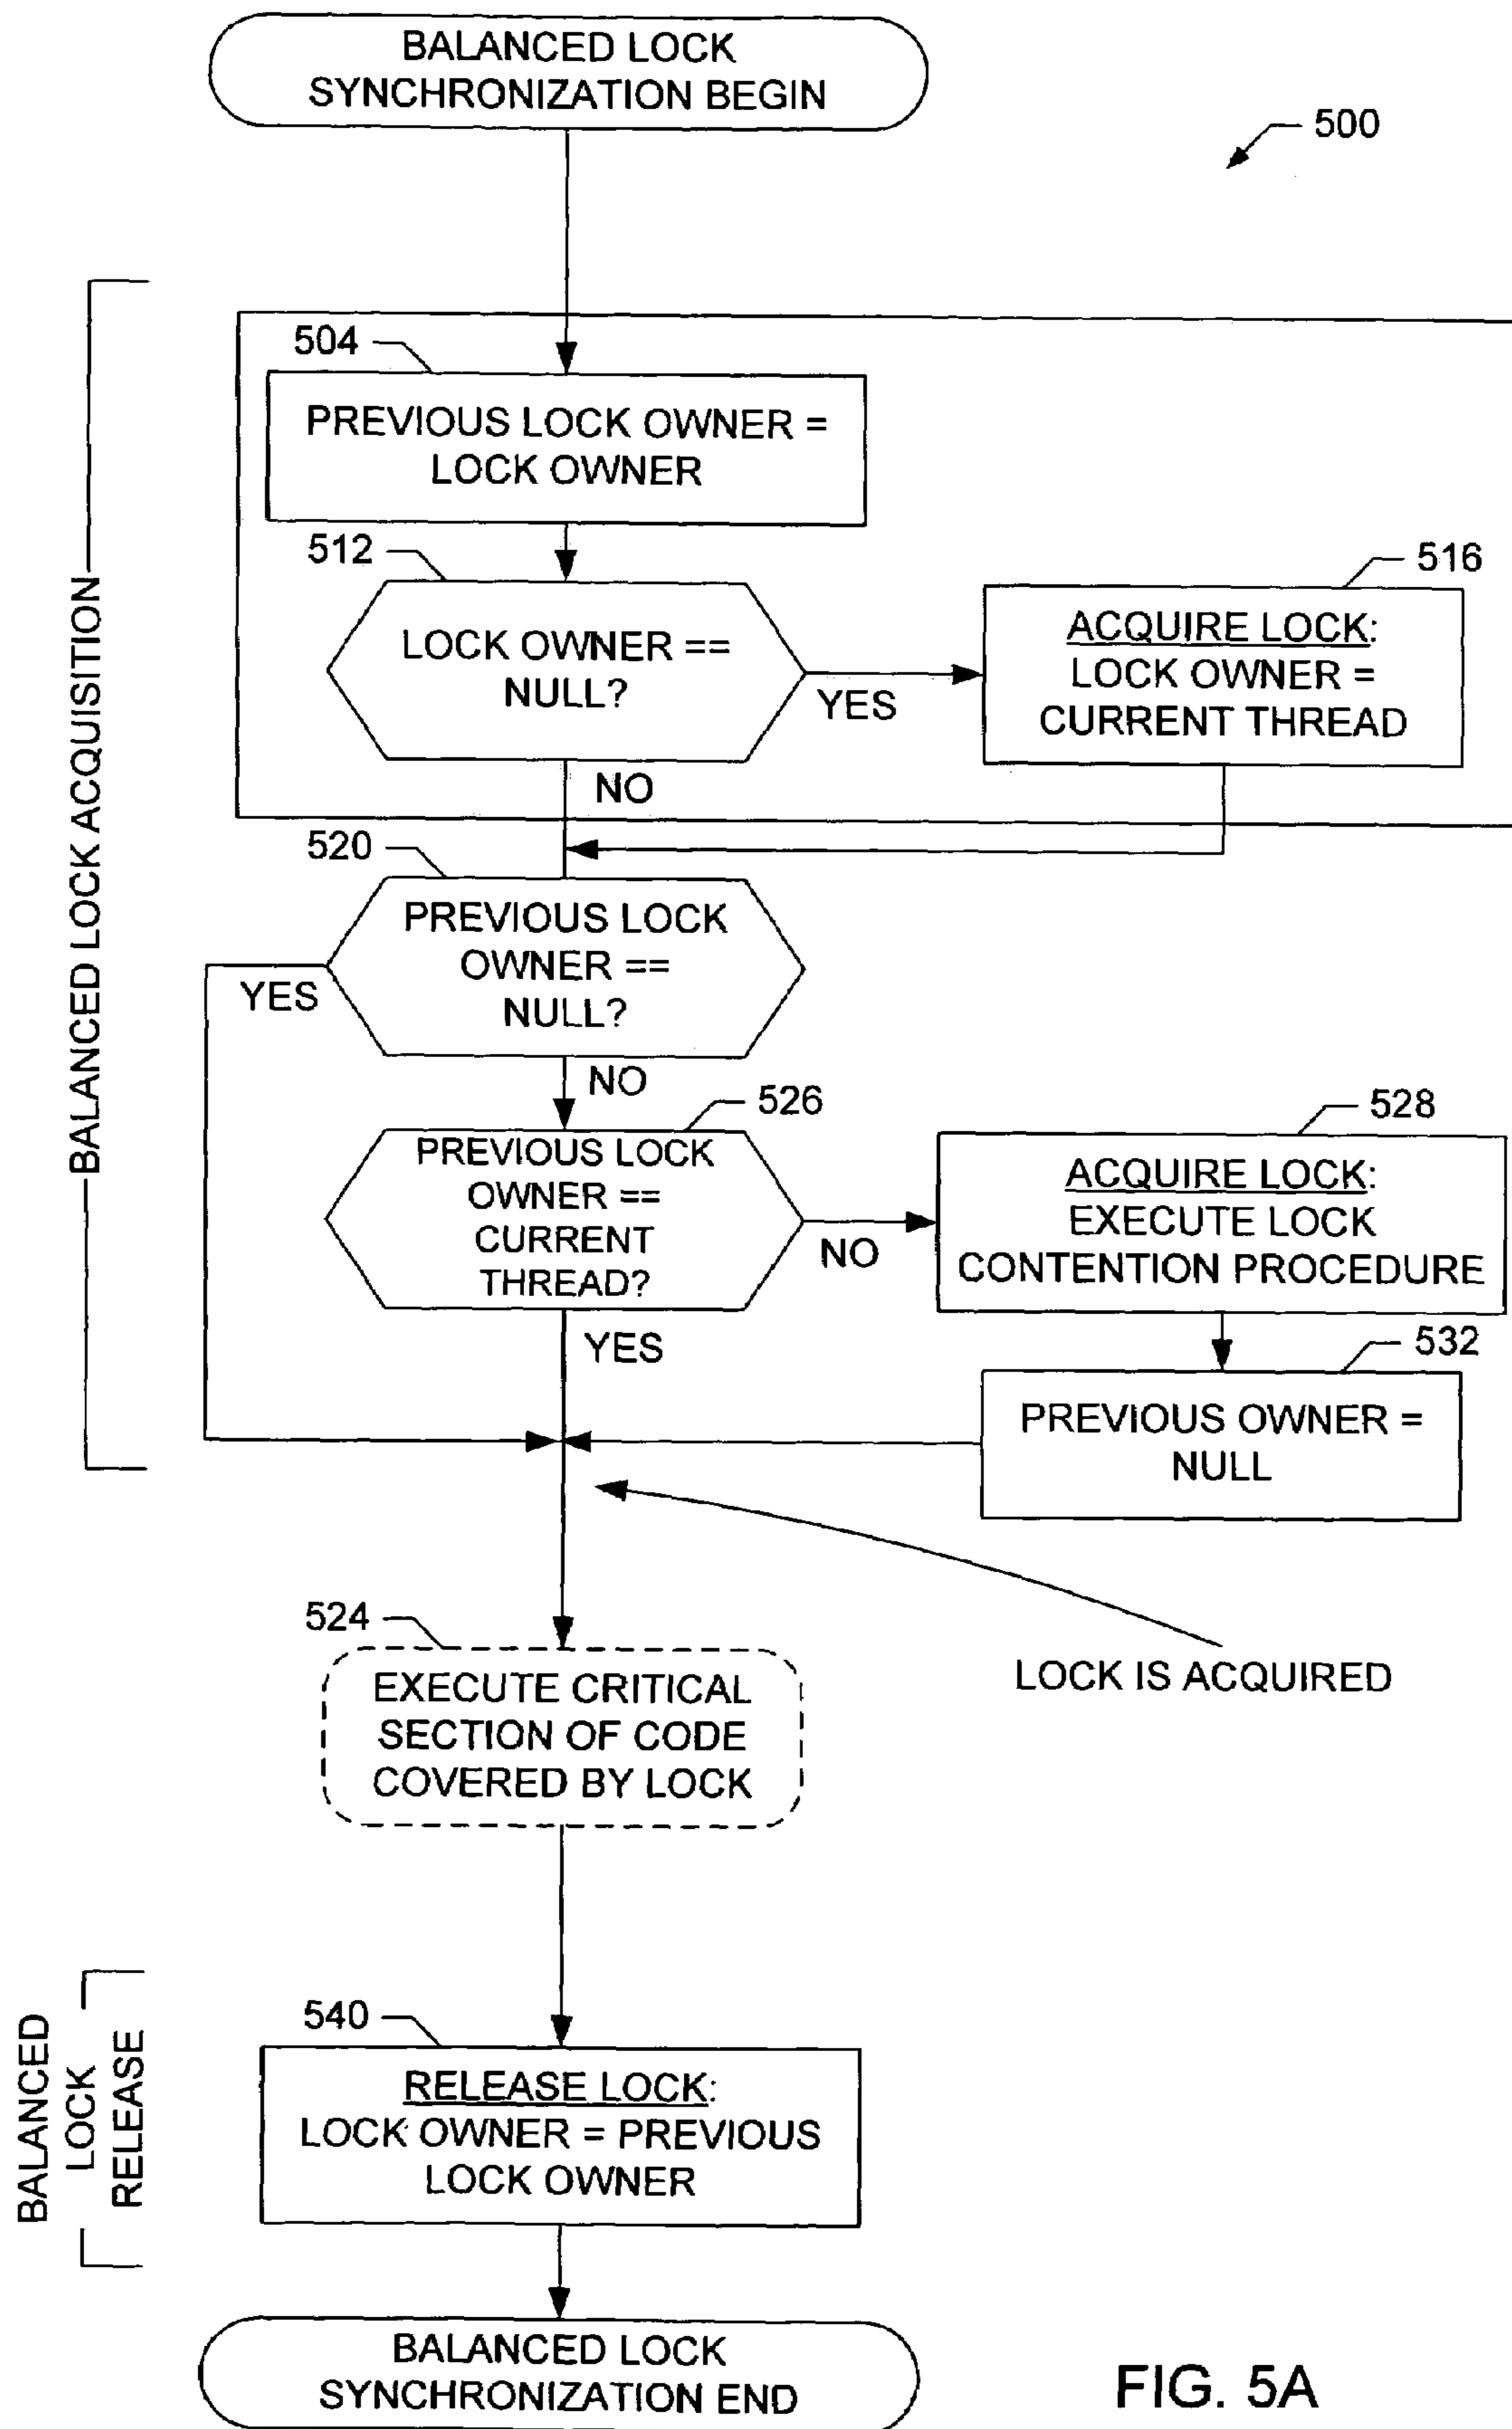 BALANCED LOCK
SYNCHRONIZATION BEGIN
500
BALANCED LOCK ACQUISITION
504
PREVIOUS LOCK OWNER =
LOCK OWNER
512
LOCK OWNER ==
NULL?
YES
NO
516
ACQUIRE LOCK:
LOCK OWNER =
CURRENT THREAD
520
PREVIOUS LOCK
OWNER ==
NULL?
YES
NO
526
PREVIOUS LOCK
OWNER ==
CURRENT
THREAD?
NO
YES
528
ACQUIRE LOCK:
EXECUTE LOCK
CONTENTION PROCEDURE
532
PREVIOUS OWNER =
NULL
LOCK IS ACQUIRED
524
EXECUTE CRITICAL
SECTION OF CODE
COVERED BY LOCK
BALANCED
LOCK
RELEASE
540
RELEASE LOCK:
LOCK OWNER = PREVIOUS
LOCK OWNER
BALANCED LOCK
SYNCHRONIZATION END
FIG. 5A